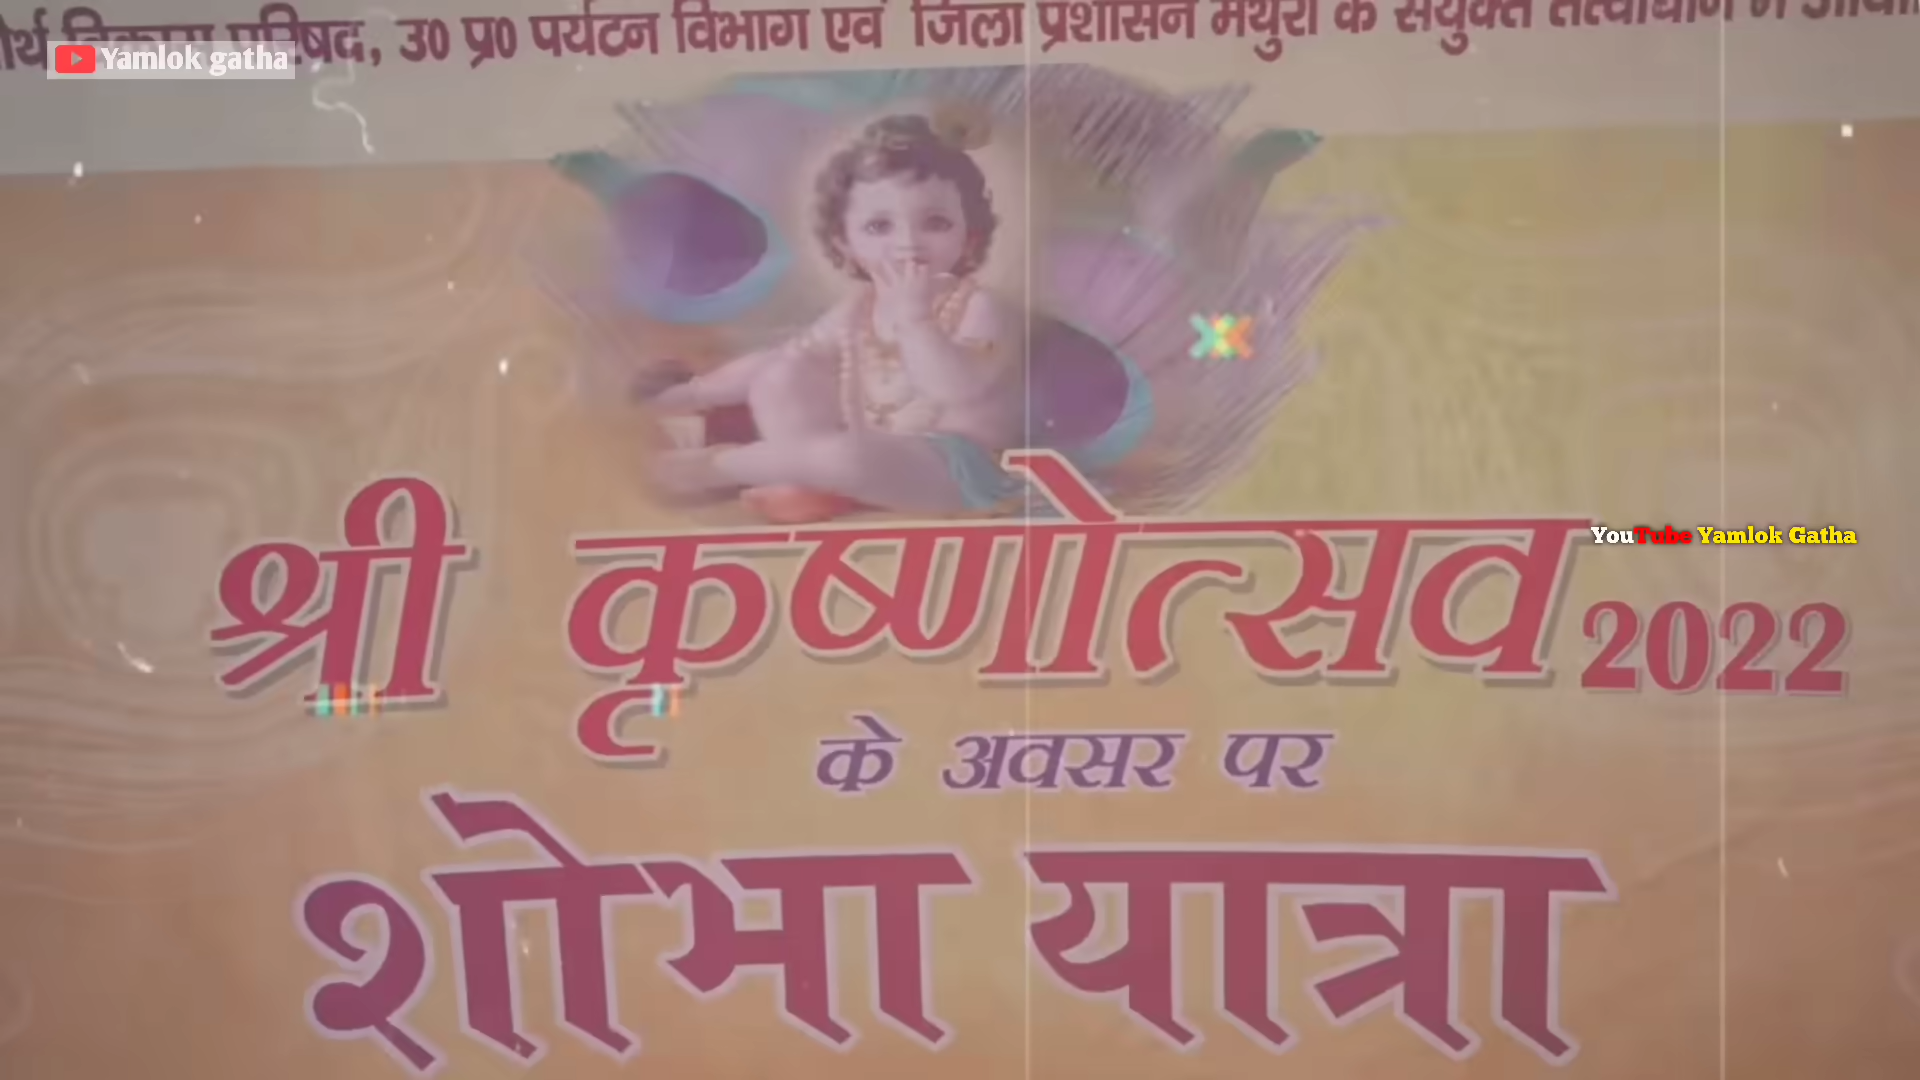 परिषद, उ0 प्र0 पर्यटन विभाग एवं जिला प्रशासन मथुरा के संयुक्त तत्वाधान में
Yamlok gatha
श्री कृष्णोत्सव 2022
YouTube Yamlok Gatha
के अवसर पर
शोभा यात्रा